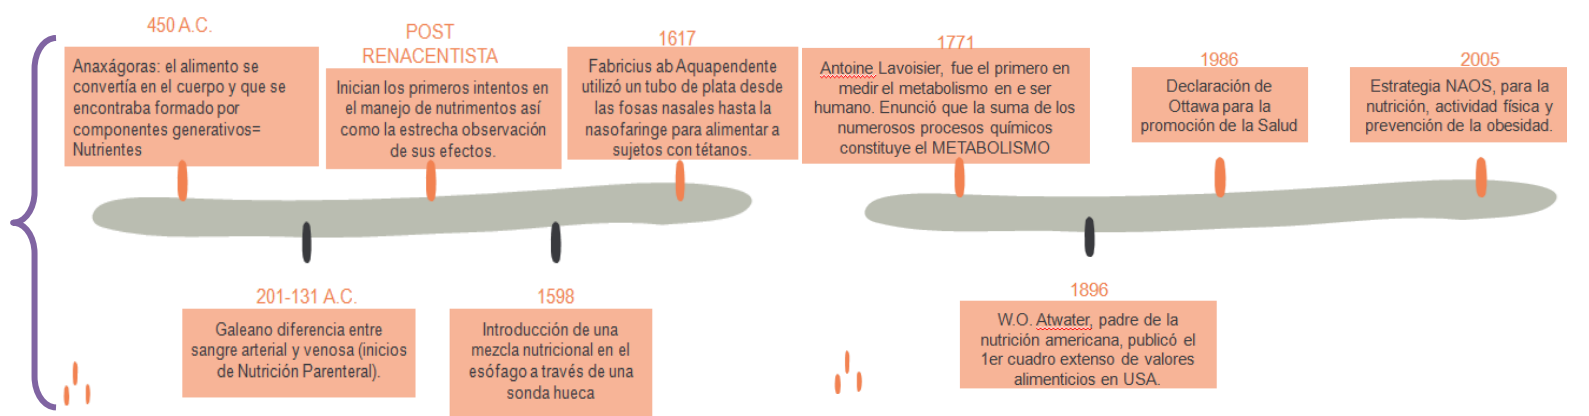 450 A.C.
Anaxágoras: el alimento se
convertía en el cuerpo y que se
encontraba formado por
componentes generativos=
Nutrientes
201-131 A.C.
Galeano diferencia entre
sangre arterial y venosa (inicios
de Nutrición Parenteral).
POST
RENACENTISTA
Inician los primeros intentos en
el manejo de nutrimentos así
como la estrecha observación
de sus efectos.
1598
Introducción de una
mezcla nutricional en el
esófago a través de una
sonda hueca
1617
Fabricius ab Aquapendente
utilizó un tubo de plata desde
las fosas nasales hasta la
nasofaringe para alimentar a
sujetos con tétanos.
1771
Antoine Lavoisier, fue el primero en
medir el metabolismo en e ser
humano. Enunció que la suma de los
numerosos procesos químicos
constituye el METABOLISMO
1896
W.O. Atwater, padre de la
nutrición americana, publicó el
1er cuadro extenso de valores
alimenticios en USA.
1986
Declaración de
Ottawa para la
promoción de la Salud
2005
Estrategia NAOS, para la
nutrición, actividad física y
prevención de la obesidad.